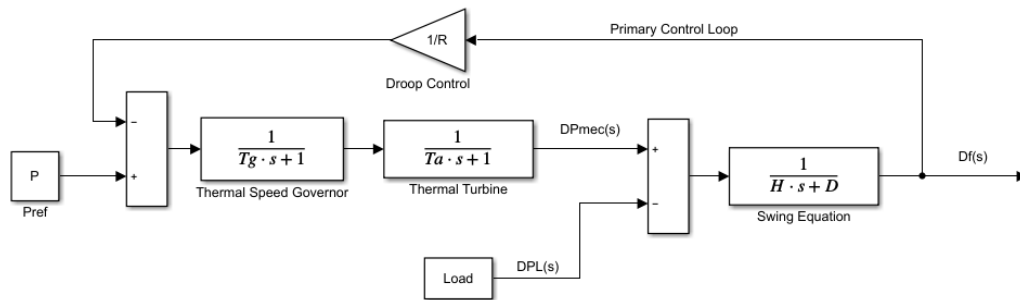 1/R
Primary Control Loop
Droop Control
−
+
P
Pref
1
Tg · s + 1
Thermal Speed Governor
1
Ta · s + 1
Thermal Turbine
DPmec(s)
+
−
1
H · s + D
Swing Equation
Df(s)
Load
DPL(s)